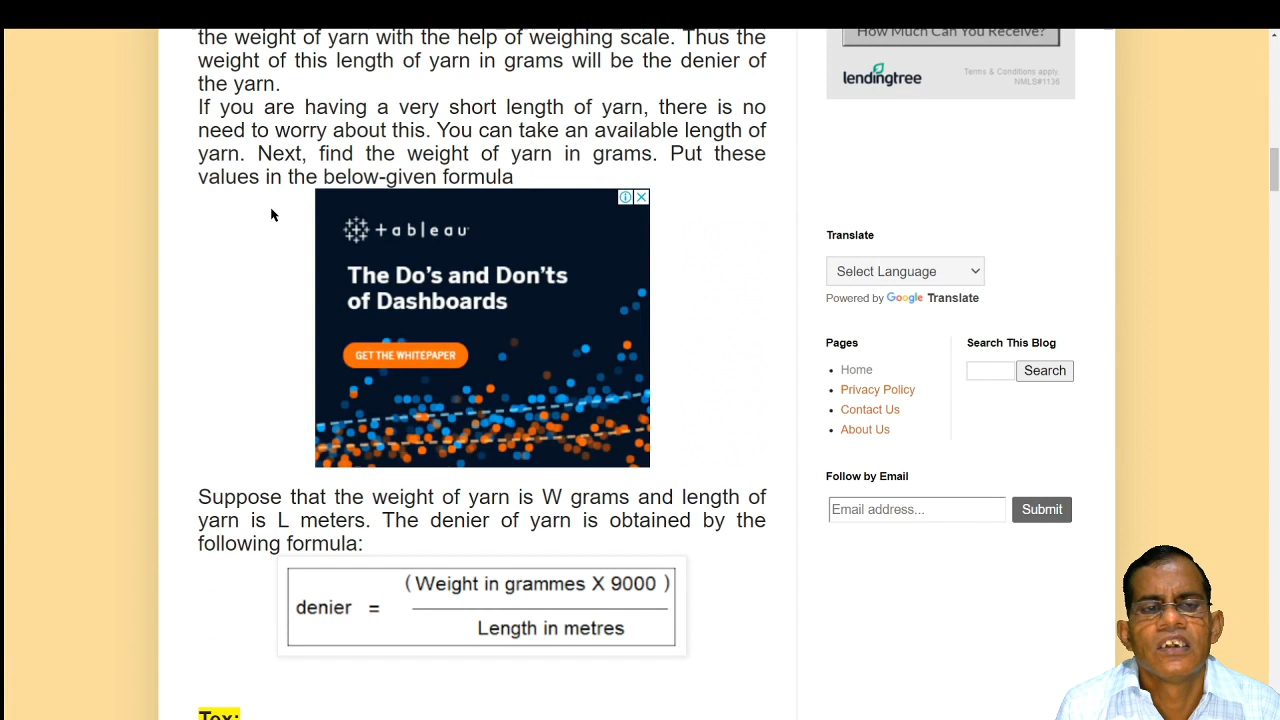 the weight of yarn with the help of weighing scale. Thus the
weight of this length of yarn in grams will be the denier of
the yarn.
If you are having a very short length of yarn, there is no
need to worry about this. You can take an available length of
yarn. Next, find the weight of yarn in grams. Put these
values in the below-given formula
+ a b | e a u
The Do's and Don'ts
of Dashboards
GET THE WHITEPAPER
Suppose that the weight of yarn is W grams and length of
yarn is L meters. The denier of yarn is obtained by the
following formula:
( Weight in grammes X 9000 )
denier =
Length in metres
Tex:
How Much Can You Receive?
lendingtree
Terms & Conditions apply.
NMLS#1136
Translate
Select Language
Powered by Google Translate
Pages
Home
Privacy Policy
Contact Us
About Us
Search This Blog
Search
Follow by Email
Email address...
Submit